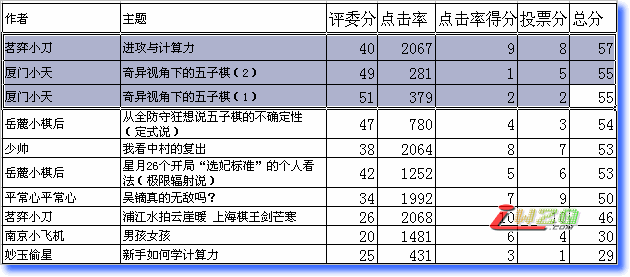 作者 主题 评委分 点击率 点击率得分 投票分 总分
茗弈小刀 进攻与计算力 40 2067 9 8 57
厦门小天 奇异视角下的五子棋(2) 49 281 1 5 55
厦门小天 奇异视角下的五子棋(1) 51 379 2 2 55
岳麓小棋后 从全防守狂想说五子棋的不确定性 47 780 4 3 54
(定式说)
少帅 我看中村的复出 38 2064 8 7 53
岳麓小棋后 星月26个开局“选妃标准”的个人看 42 1252 5 6 53
法(极限辐射说)
平常心平常心 吴镝真的无敌吗? 34 1992 7 9 50
茗弈小刀 浦江水拍云崖暖 上海棋王剑芒寒 26 2068 10 10 46
南京小飞机 男孩女孩 20 1481 6 4 30
妙玉偷星 新手如何学计算力 25 431 3 1 29